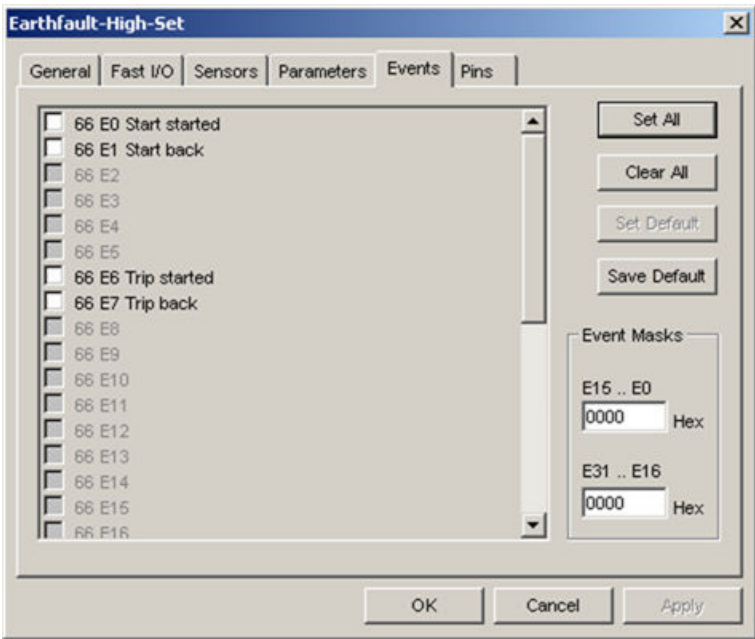 Earthfault-High-Set
General Fast I/O Sensors Parameters Events Pins
66 E0 Start started
66 E1 Start back
66 E2
66 E3
66 E4
66 E5
66 E6 Trip started
66 E7 Trip back
66 E8
66 E9
66 E10
66 E11
66 E12
66 E13
66 E14
66 E15
66 E16
Set All
Clear All
Set Default
Save Default
Event Masks
E15 .. E0
0000 Hex
E31 .. E16
0000 Hex
OK Cancel Apply